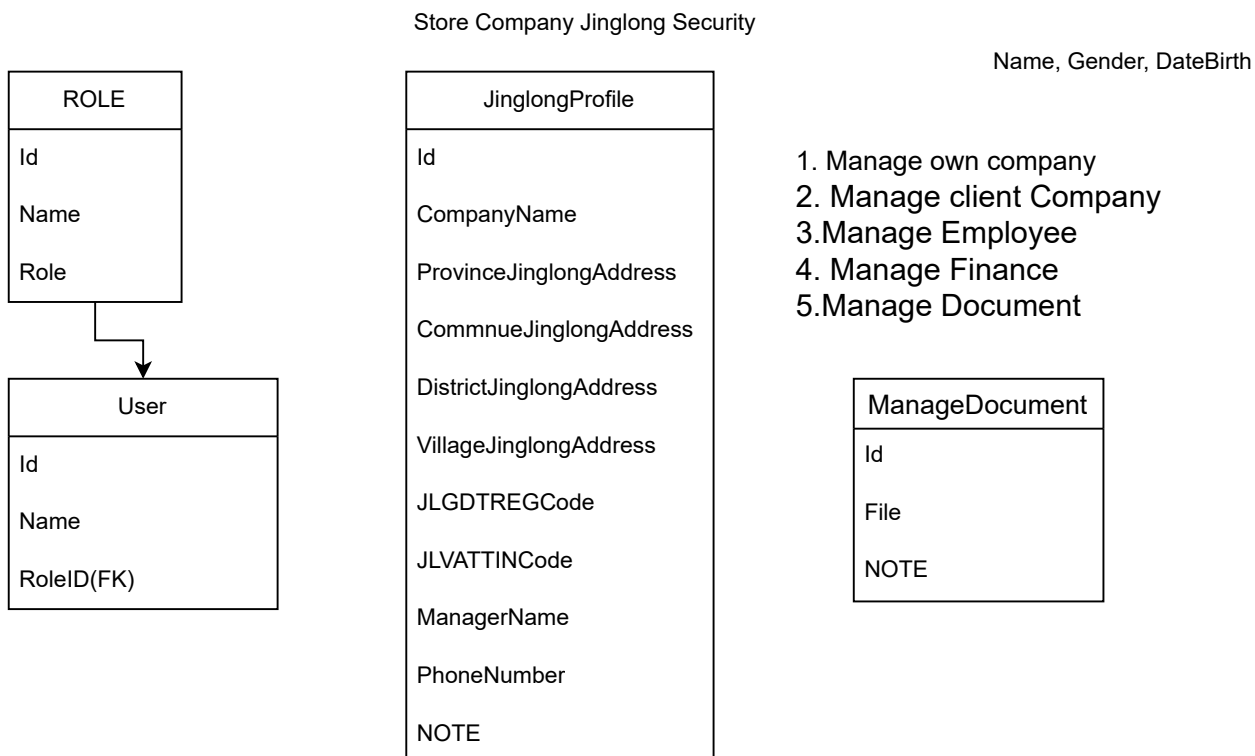 Store Company Jinglong Security
Name, Gender, DateBirth
ROLE
Id
Name
Role
User
Id
Name
RoleID(FK)
JinglongProfile
Id
CompanyName
ProvinceJinglongAddress
CommnueJinglongAddress
DistrictJinglongAddress
VillageJinglongAddress
JLGDTREGCode
JLVATTINCode
ManagerName
PhoneNumber
NOTE
1. Manage own company
2. Manage client Company
3.Manage Employee
4. Manage Finance
5.Manage Document
ManageDocument
Id
File
NOTE